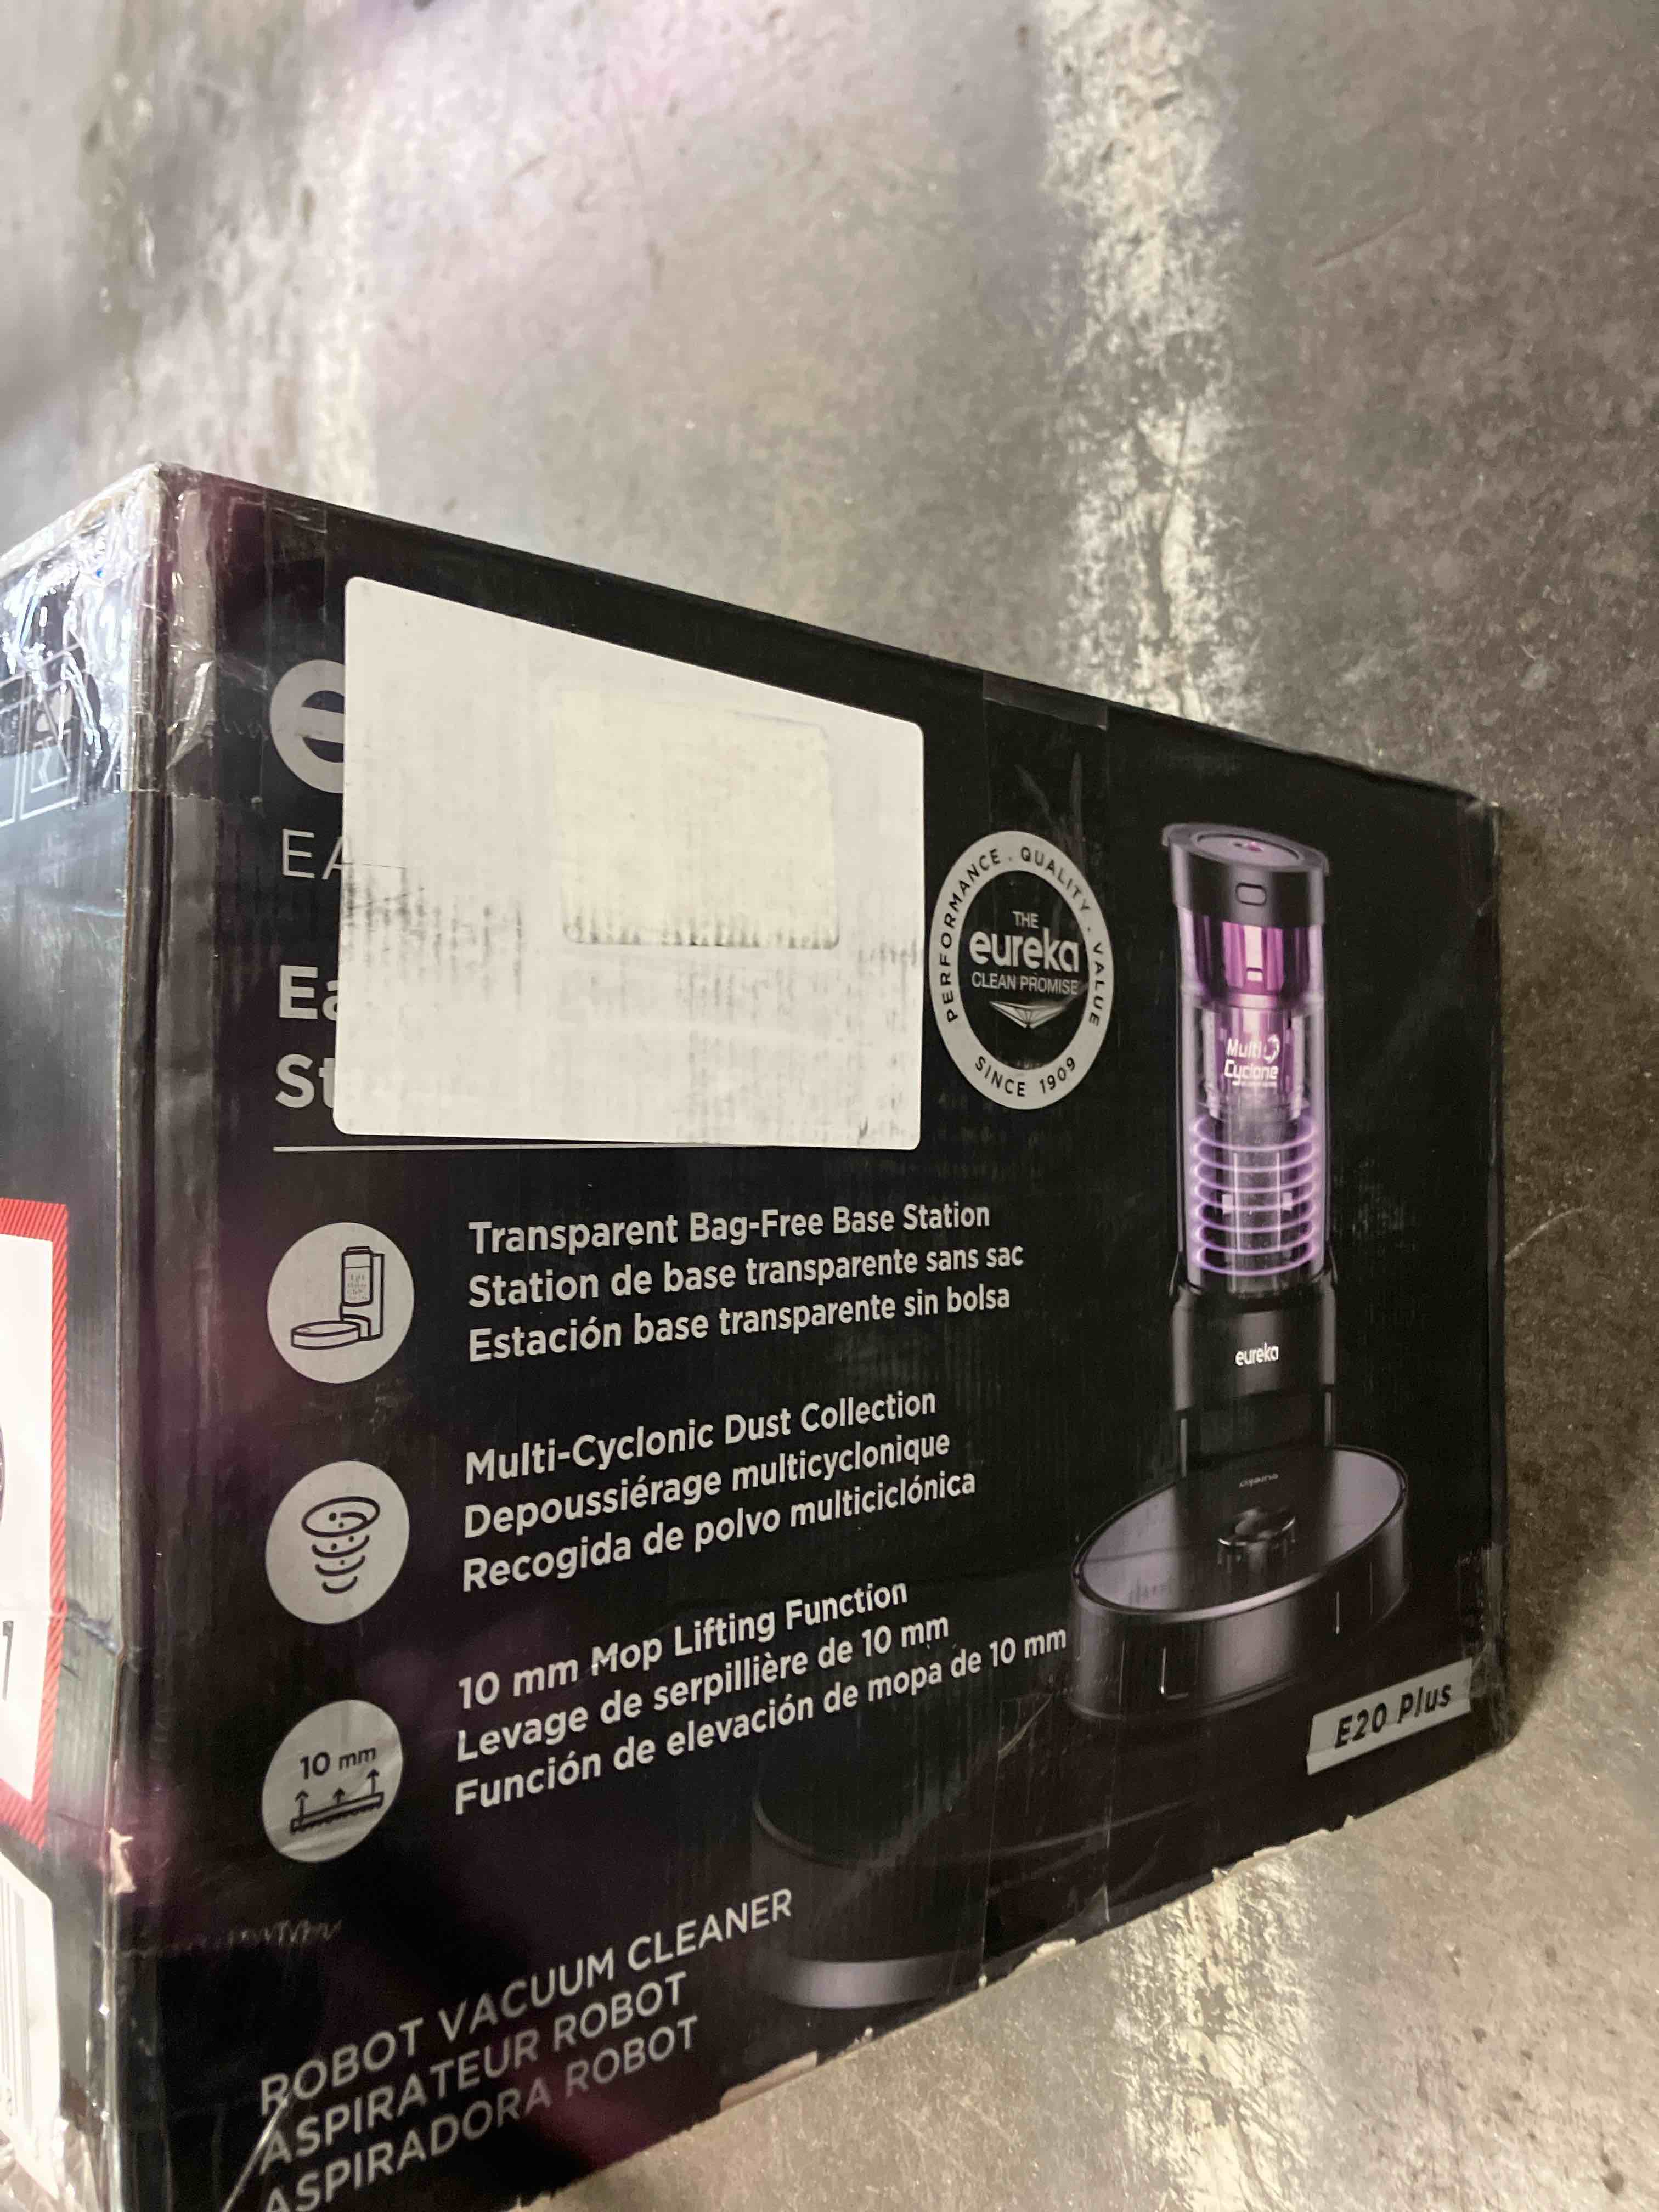 THE
eureka
CLEAN PROMISE
PERFORMANCE . QUALITY . VALUE
SINCE 1909
Multi
Cyclone
eureka
Transparent Bag-Free Base Station
Station de base transparente sans sac
Estación base transparente sin bolsa
Multi-Cyclonic Dust Collection
Depoussiérage multicyclonique
Recogida de polvo multiciclónica
10 mm
10 mm Mop Lifting Function
Levage de serpillière de 10 mm
Función de elevación de mopa de 10 mm
E20 Plus
ROBOT VACUUM CLEANER
ASPIRATEUR ROBOT
ASPIRADORA ROBOT